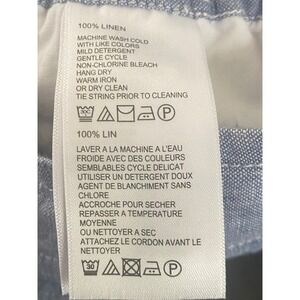 100% LINEN
MACHINE WASH COLD
WITH LIKE COLORS
MILD DETERGENT
GENTLE CYCLE
NON-CHLORINE BLEACH
HANG DRY
WARM IRON
OR DRY CLEAN
TIE STRING PRIOR TO CLEANING
P
100% LIN
LAVER A LA MACHINE A L'EAU
FROIDE AVEC DES COULEURS
SEMBLABLES CYCLE DELICAT
UTILISER UN DETERGENT DOUX
AGENT DE BLANCHIMENT SANS
CHLORE
ACCROCHE POUR SECHER
REPASSER A TEMPERATURE
MOYENNE
OU NETTOYER A SEC
ATTACHEZ LE CORDON AVANT LE
NETTOYER
30 P